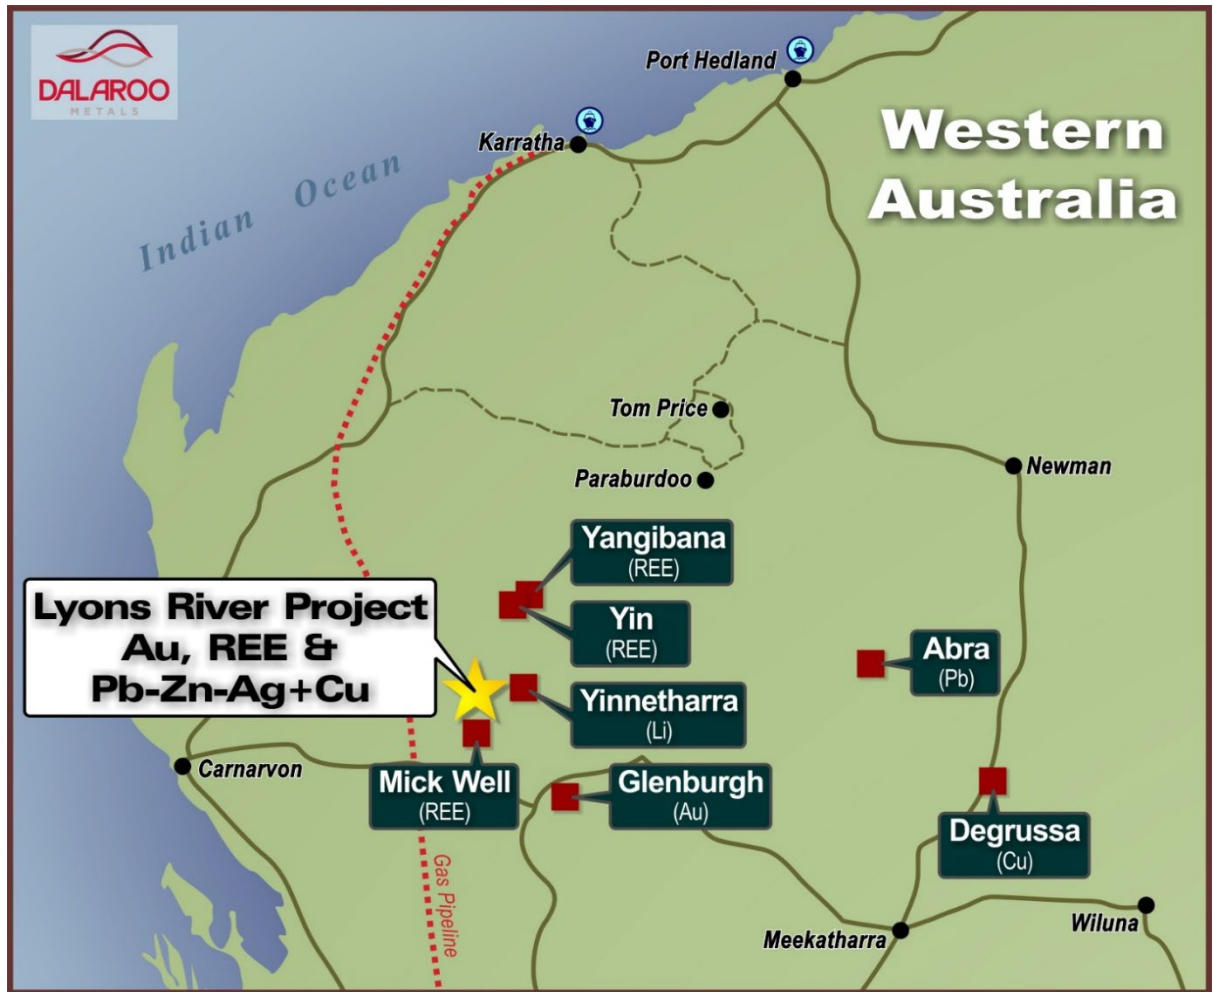 DALAROO
METALS
Port Hedland
Western
Australia
Karratha
Indian Ocean
Tom Price
Paraburdoo
Newman
Yangibana
(REE)
Lyons River Project
Au, REE &
Pb-Zn-Ag+Cu
Yin
(REE)
Abra
(Pb)
Yinnetharra
(Li)
Carnarvon
Mick Well
(REE)
Glenburgh
(Au)
Degrussa
(Cu)
Gas Pipeline
Meekatharra
Wiluna